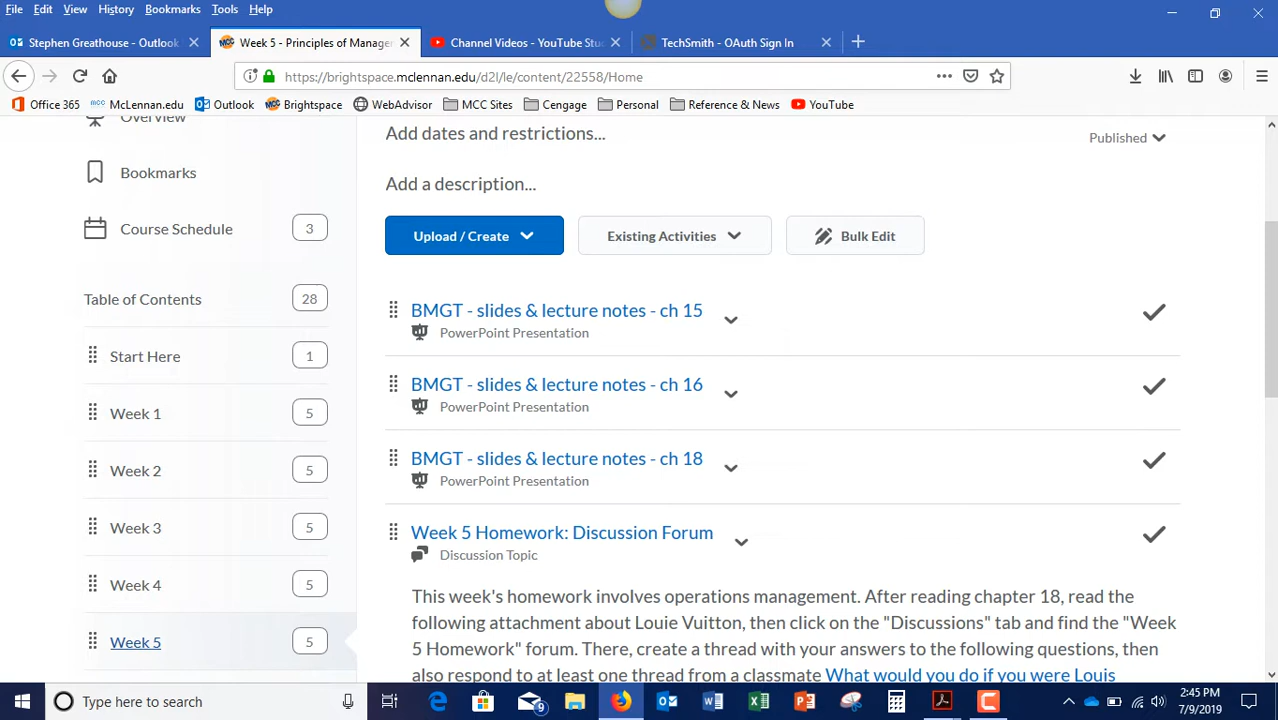 File Edit View History Bookmarks Tools Help
Stephen Greathouse - Outlook
Week 5 - Principles of Manager
Channel Videos - YouTube Stud
TechSmith - OAuth Sign In
https://brightspace.mclennan.edu/d2l/le/content/22558/Home
Office 365 McLennan.edu Outlook Brightspace WebAdvisor MCC Sites Cengage Personal Reference & News YouTube
Overview
Bookmarks
Course Schedule 3
Table of Contents 28
Start Here 1
Week 1 5
Week 2 5
Week 3 5
Week 4 5
Week 5 5
Add dates and restrictions...
Published
Add a description...
Upload / Create Existing Activities Bulk Edit
BMGT - slides & lecture notes - ch 15
PowerPoint Presentation
BMGT - slides & lecture notes - ch 16
PowerPoint Presentation
BMGT - slides & lecture notes - ch 18
PowerPoint Presentation
Week 5 Homework: Discussion Forum
Discussion Topic
This week's homework involves operations management. After reading chapter 18, read the
following attachment about Louie Vuitton, then click on the "Discussions" tab and find the "Week
5 Homework" forum. There, create a thread with your answers to the following questions, then
also respond to at least one thread from a classmate What would you do if you were Louis
Type here to search
9
2:45 PM
7/9/2019